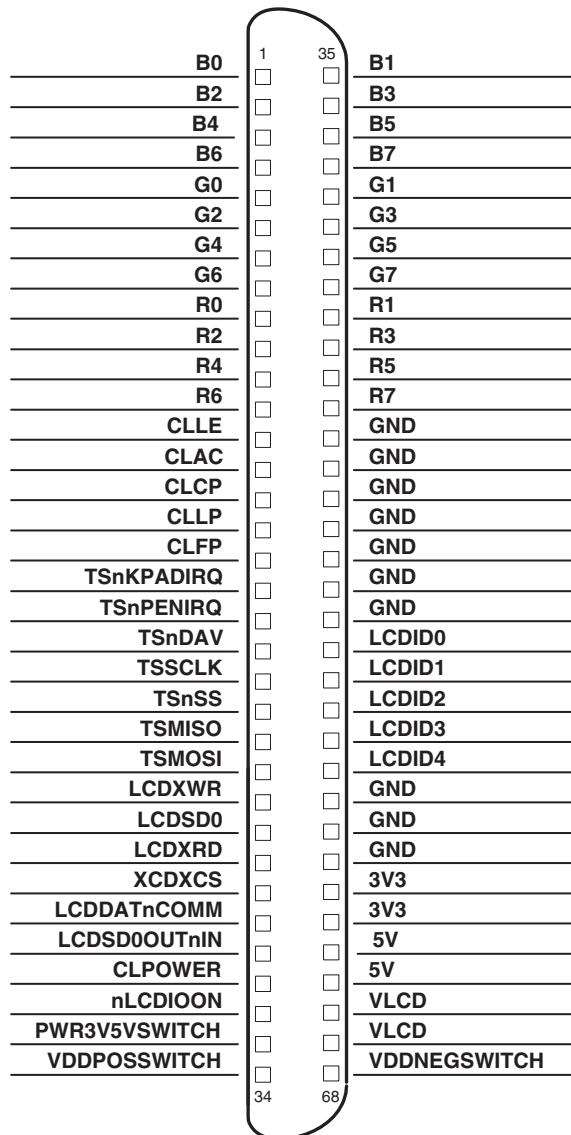 1 35
B0 B1
B2 B3
B4 B5
B6 B7
G0 G1
G2 G3
G4 G5
G6 G7
R0 R1
R2 R3
R4 R5
R6 R7
CLLE GND
CLAC GND
CLCP GND
CLLP GND
CLFP GND
TSnKPADIRQ GND
TSnPENIRQ GND
TSnDAV LCDID0
TSSCLK LCDID1
TSnSS LCDID2
TSMISO LCDID3
TSMOSI LCDID4
LCDXWR GND
LCDSD0 GND
LCDXRD GND
XCDXCS 3V3
LCDDATnCOMM 3V3
LCDSD0OUTnIN 5V
CLPOWER 5V
nLCDIOON VLCD
PWR3V5VSWITCH VLCD
VDDPOSSWITCH VDDNEGSWITCH
34 68